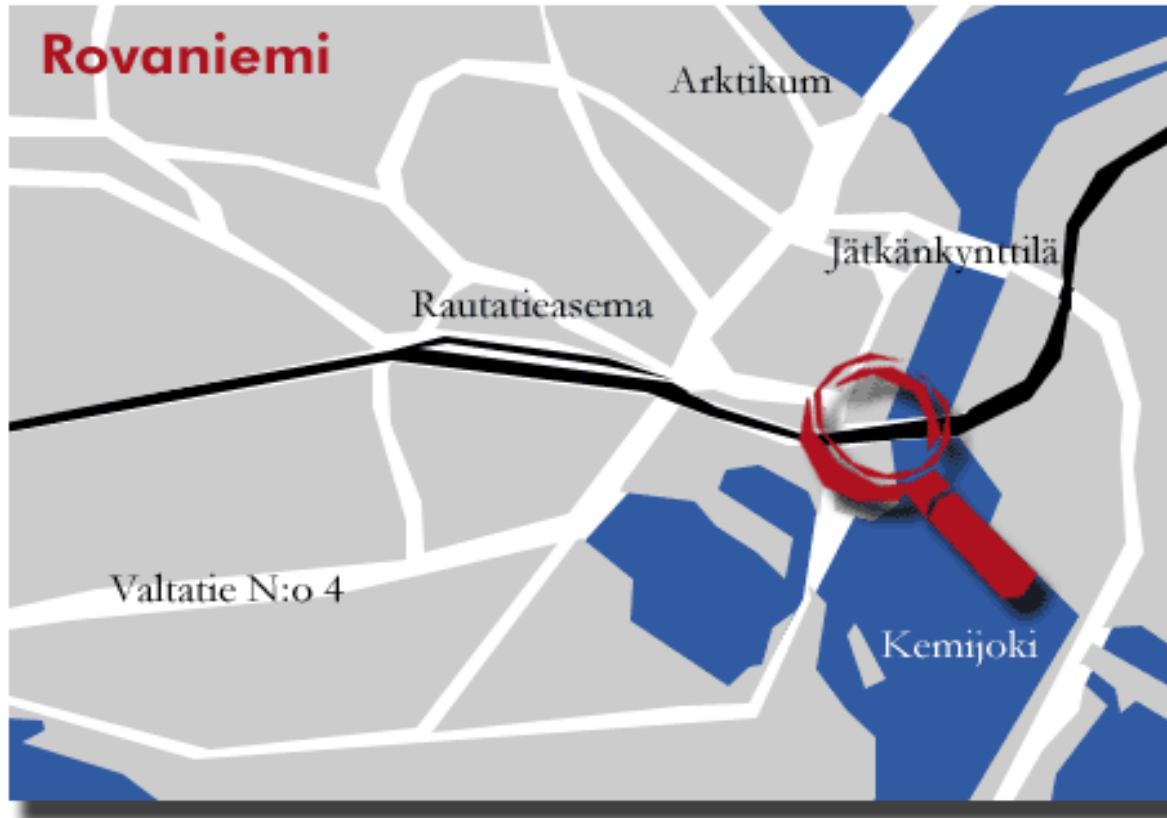 Rovaniemi
Arktikum
Jätkänkynttilä
Rautatieasema
Valtatie N:o 4
Kemijoki